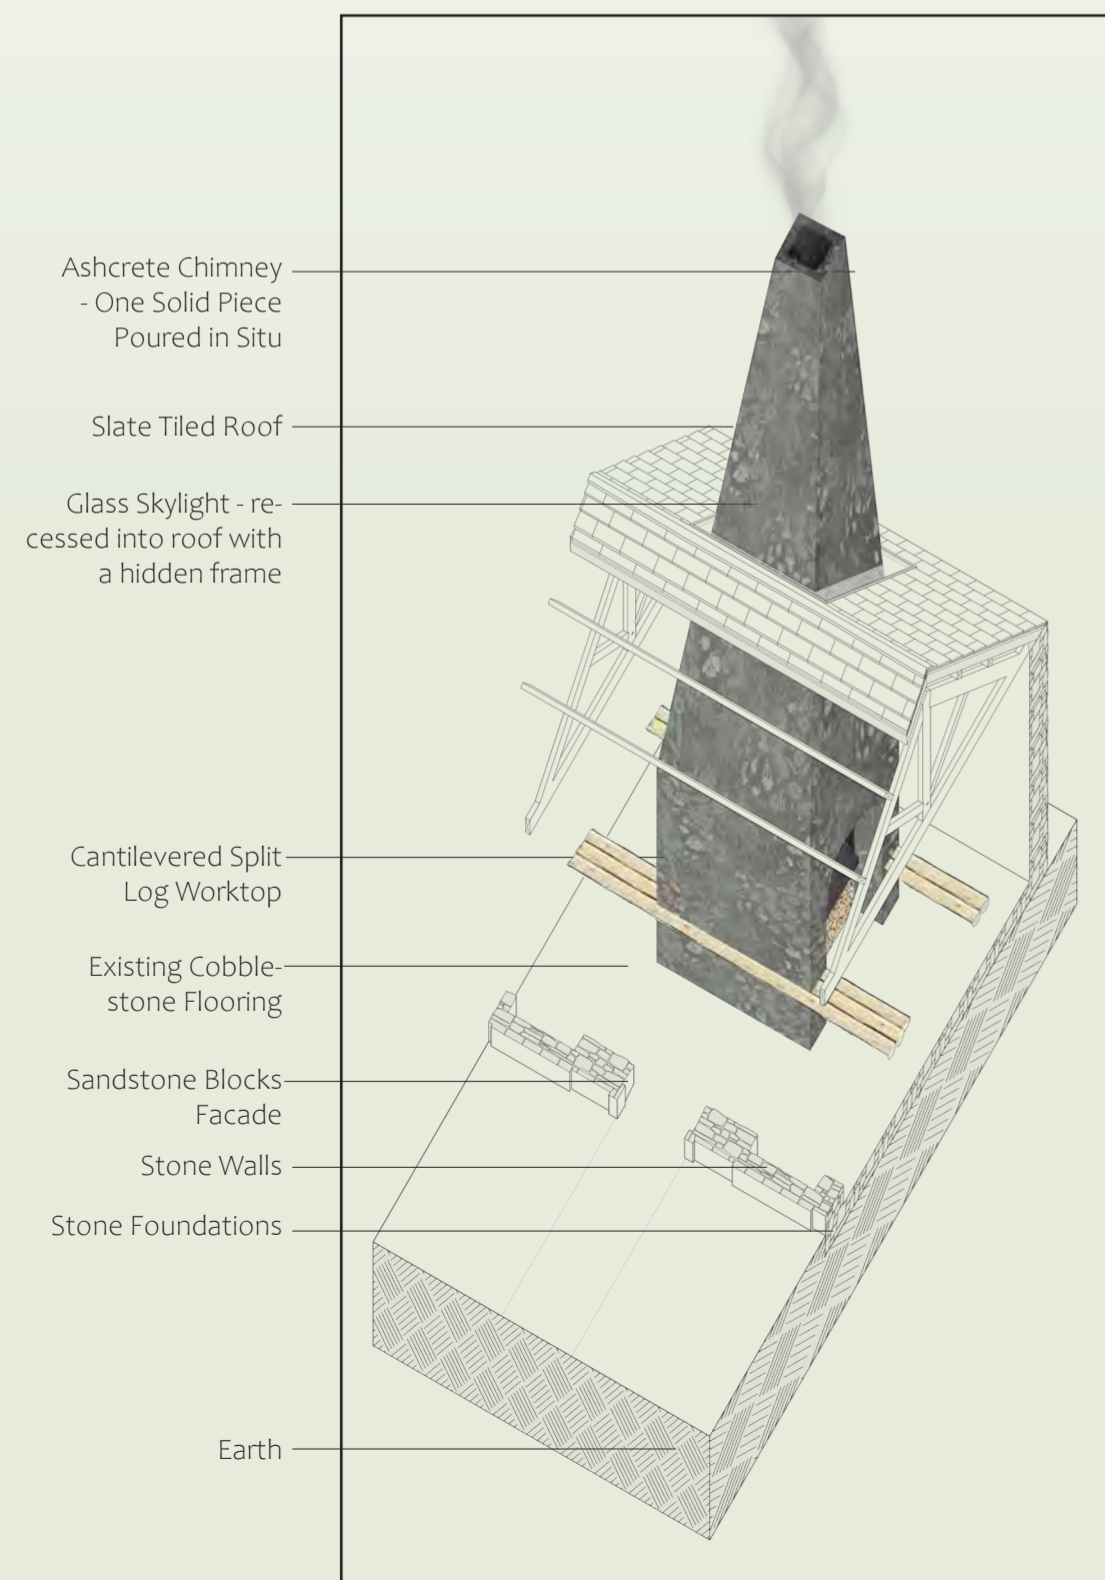 Ashcrete Chimney
- One Solid Piece
Poured in Situ
Slate Tiled Roof
Glass Skylight - re-
cessed into roof with
a hidden frame
Cantilevered Split
Log Worktop
Existing Cobble-
stone Flooring
Sandstone Blocks
Facade
Stone Walls
Stone Foundations
Earth